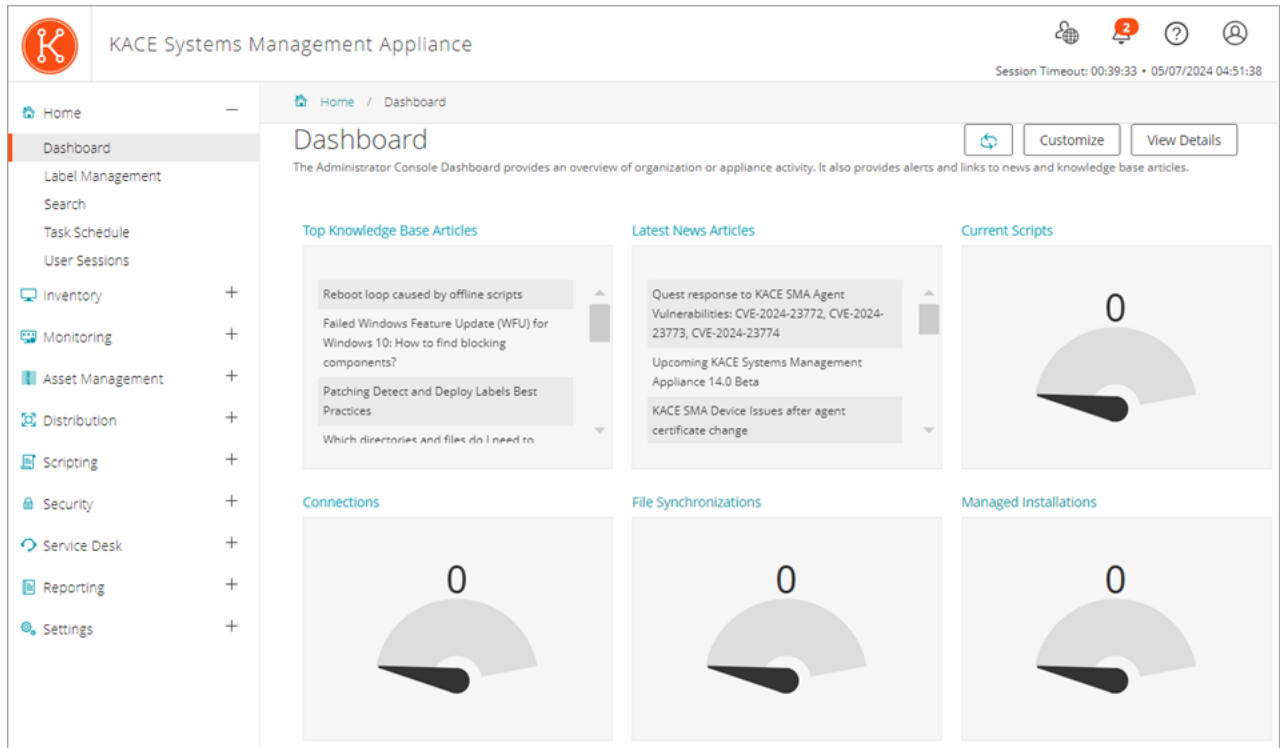 KACE Systems Management Appliance
2
Session Timeout: 00:39:33 • 05/07/2024 04:51:38
Home
Dashboard
Label Management
Search
Task Schedule
User Sessions
Inventory
Monitoring
Asset Management
Distribution
Scripting
Security
Service Desk
Reporting
Settings
Home / Dashboard
Dashboard
Customize
View Details
The Administrator Console Dashboard provides an overview of organization or appliance activity. It also provides alerts and links to news and knowledge base articles.
Top Knowledge Base Articles
Reboot loop caused by offline scripts
Failed Windows Feature Update (WFU) for
Windows 10: How to find blocking
components?
Patching Detect and Deploy Labels Best
Practices
Which directories and files do I need to
Latest News Articles
Quest response to KACE SMA Agent
Vulnerabilities: CVE-2024-23772, CVE-2024-
23773, CVE-2024-23774
Upcoming KACE Systems Management
Appliance 14.0 Beta
KACE SMA Device Issues after agent
certificate change
Current Scripts
0
Connections
0
File Synchronizations
0
Managed Installations
0